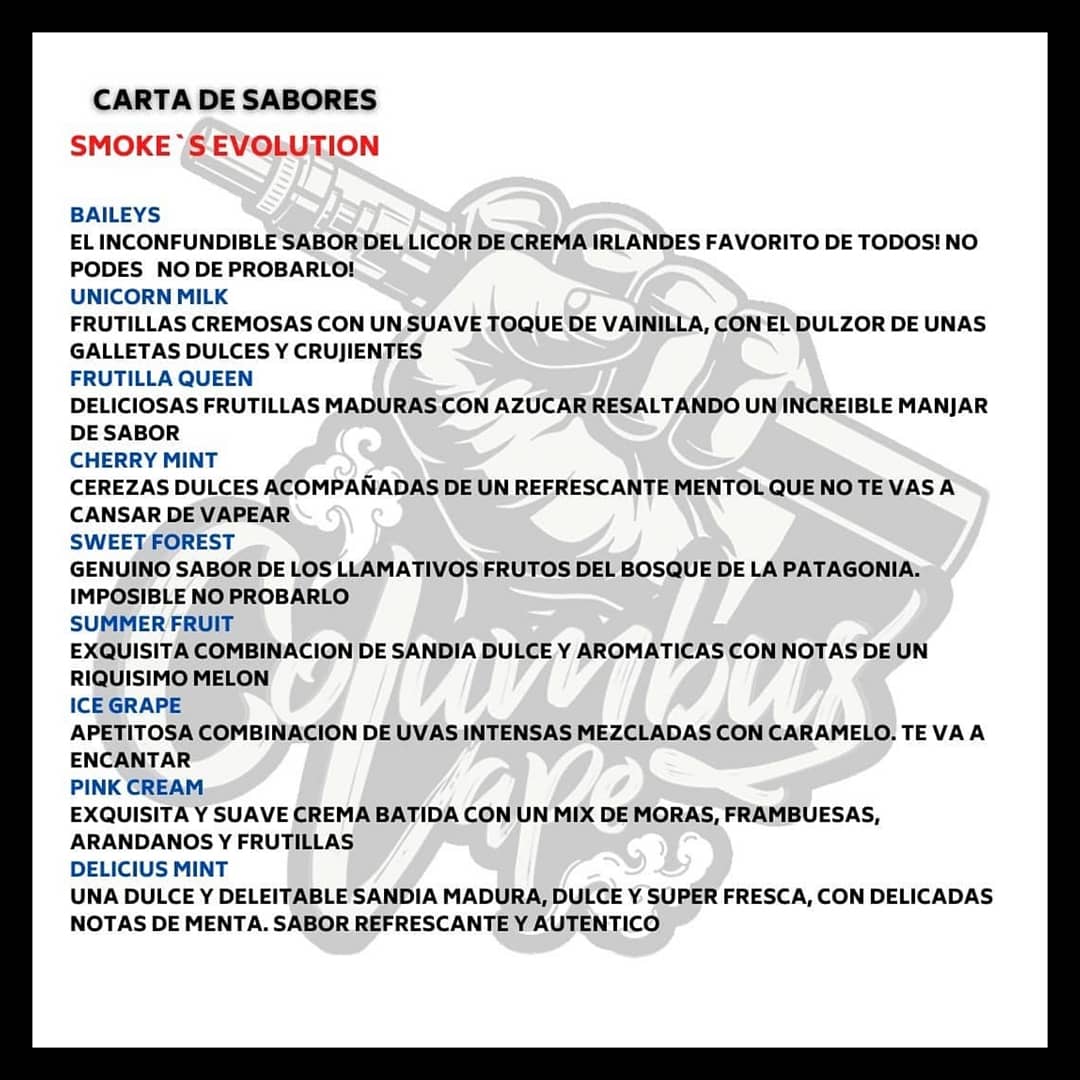 CARTA DE SABORES
SMOKE`S EVOLUTION
BAILEYS
EL INCONFUNDIBLE SABOR DEL LICOR DE CREMA IRLANDES FAVORITO DE TODOS! NO
PODES NO DE PROBARLO!
UNICORN MILK
FRUTILLAS CREMOSAS CON UN SUAVE TOQUE DE VAINILLA, CON EL DULZOR DE UNAS
GALLETAS DULCES Y CRUJIENTES
FRUTILLA QUEEN
DELICIOSAS FRUTILLAS MADURAS CON AZUCAR RESALTANDO UN INCREIBLE MANJAR
DE SABOR
CHERRY MINT
CEREZAS DULCES ACOMPAÑADAS DE UN REFRESCANTE MENTOL QUE NO TE VAS A
CANSAR DE VAPEAR
SWEET FOREST
GENUINO SABOR DE LOS LLAMATIVOS FRUTOS DEL BOSQUE DE LA PATAGONIA.
IMPOSIBLE NO PROBARLO
SUMMER FRUIT
EXQUISITA COMBINACION DE SANDIA DULCE Y AROMATICAS CON NOTAS DE UN
RIQUISIMO MELON
ICE GRAPE
APETITOSA COMBINACION DE UVAS INTENSAS MEZCLADAS CON CARAMELO. TE VA A
ENCANTAR
PINK CREAM
EXQUISITA Y SUAVE CREMA BATIDA CON UN MIX DE MORAS, FRAMBUESAS,
ARANDANOS Y FRUTILLAS
DELICIUS MINT
UNA DULCE Y DELEITABLE SANDIA MADURA, DULCE Y SUPER FRESCA, CON DELICADAS
NOTAS DE MENTA. SABOR REFRESCANTE Y AUTENTICO
Columbus
Vape